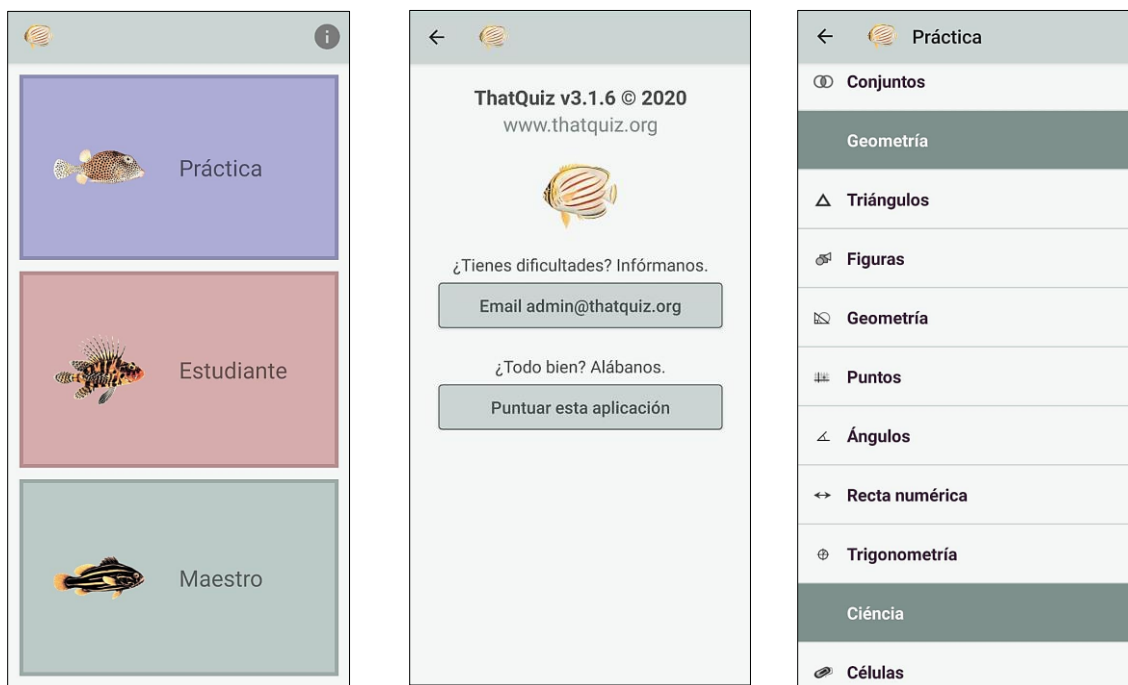 Práctica
Estudiante
Maestro
ThatQuiz v3.1.6 © 2020
www.thatquiz.org
¿Tienes dificultades? Infórmanos.
Email admin@thatquiz.org
¿Todo bien? Alábanos.
Puntuar esta aplicación
Práctica
Conjuntos
Geometría
Triángulos
Figuras
Geometría
Puntos
Ángulos
Recta numérica
Trigonometría
Ciéncia
Células